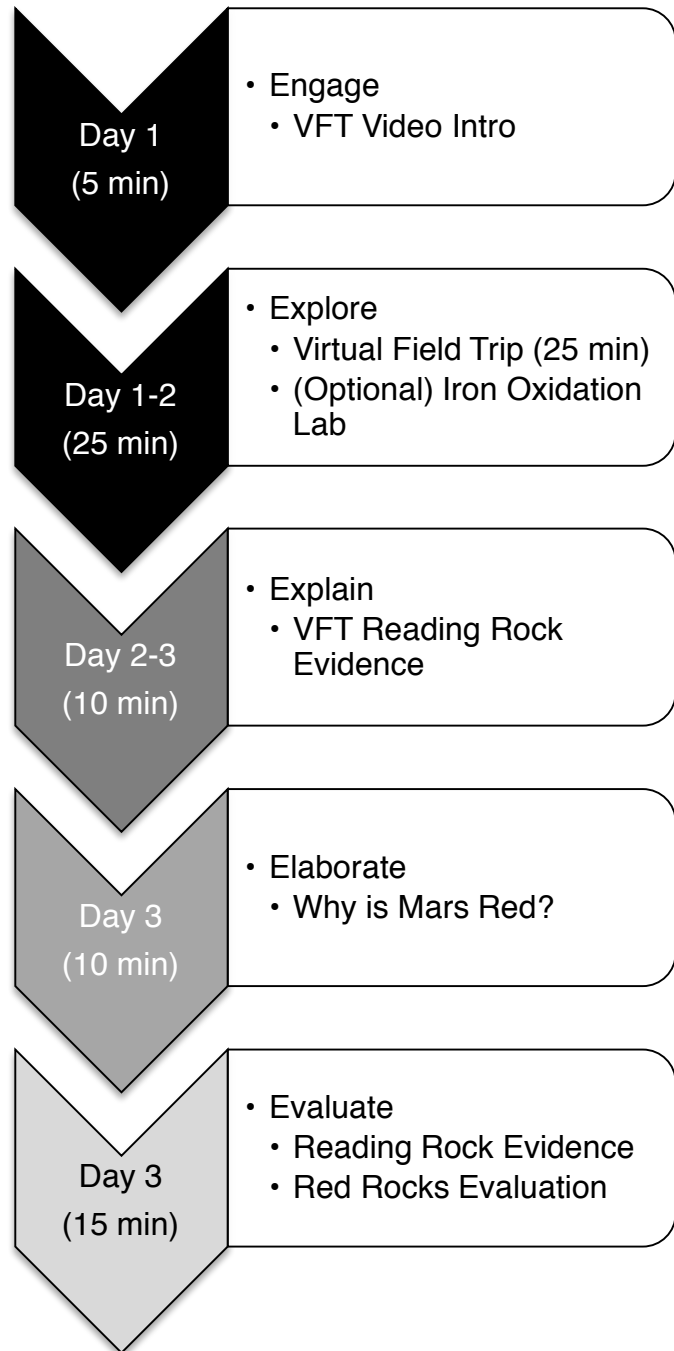 Day 1
(5 min)
• Engage
• VFT Video Intro
Day 1-2
(25 min)
• Explore
• Virtual Field Trip (25 min)
• (Optional) Iron Oxidation
Lab
Day 2-3
(10 min)
• Explain
• VFT Reading Rock
Evidence
Day 3
(10 min)
• Elaborate
• Why is Mars Red?
Day 3
(15 min)
• Evaluate
• Reading Rock Evidence
• Red Rocks Evaluation